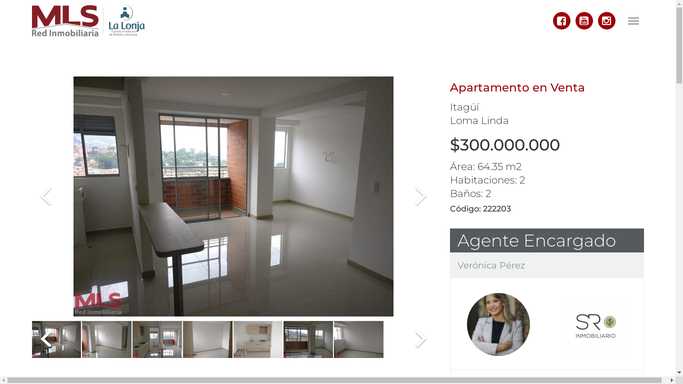 MLS
Red Inmobiliaria
La Lonja
Apartamento en Venta
Itagüí
Loma Linda
$300.000.000
Área: 64.35 m2
Habitaciones: 2
Baños: 2
Código: 222203
Agente Encargado
Verónica Pérez
SR
INMOBILIARIO
MLS
Red Inmobiliaria